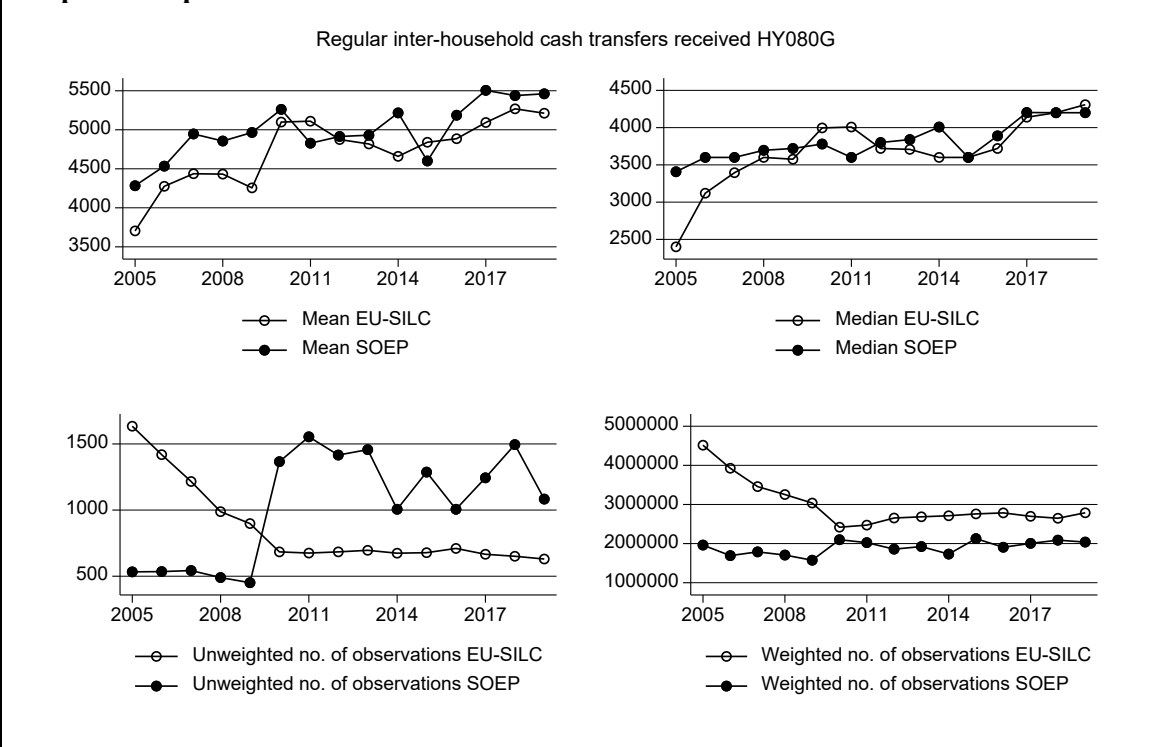 Regular inter-household cash transfers received HY080G
5500
5000
4500
4000
3500
2005 2008 2011 2014 2017
Mean EU-SILC
Mean SOEP
4500
4000
3500
3000
2500
2005 2008 2011 2014 2017
Median EU-SILC
Median SOEP
1500
1000
500
2005 2008 2011 2014 2017
Unweighted no. of observations EU-SILC
Unweighted no. of observations SOEP
5000000
4000000
3000000
2000000
1000000
2005 2008 2011 2014 2017
Weighted no. of observations EU-SILC
Weighted no. of observations SOEP